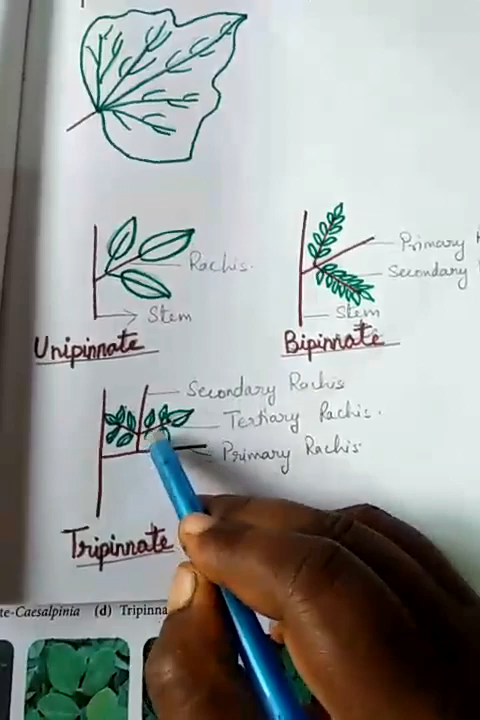 Rachis.
Stem
Unipinnate
Primary
Secondary
Stem
Bipinnate
Secondary Rachis
Tertiary Rachis.
Primary Rachis
Tripinnate
te-Caesalpinia (d) Tripinna